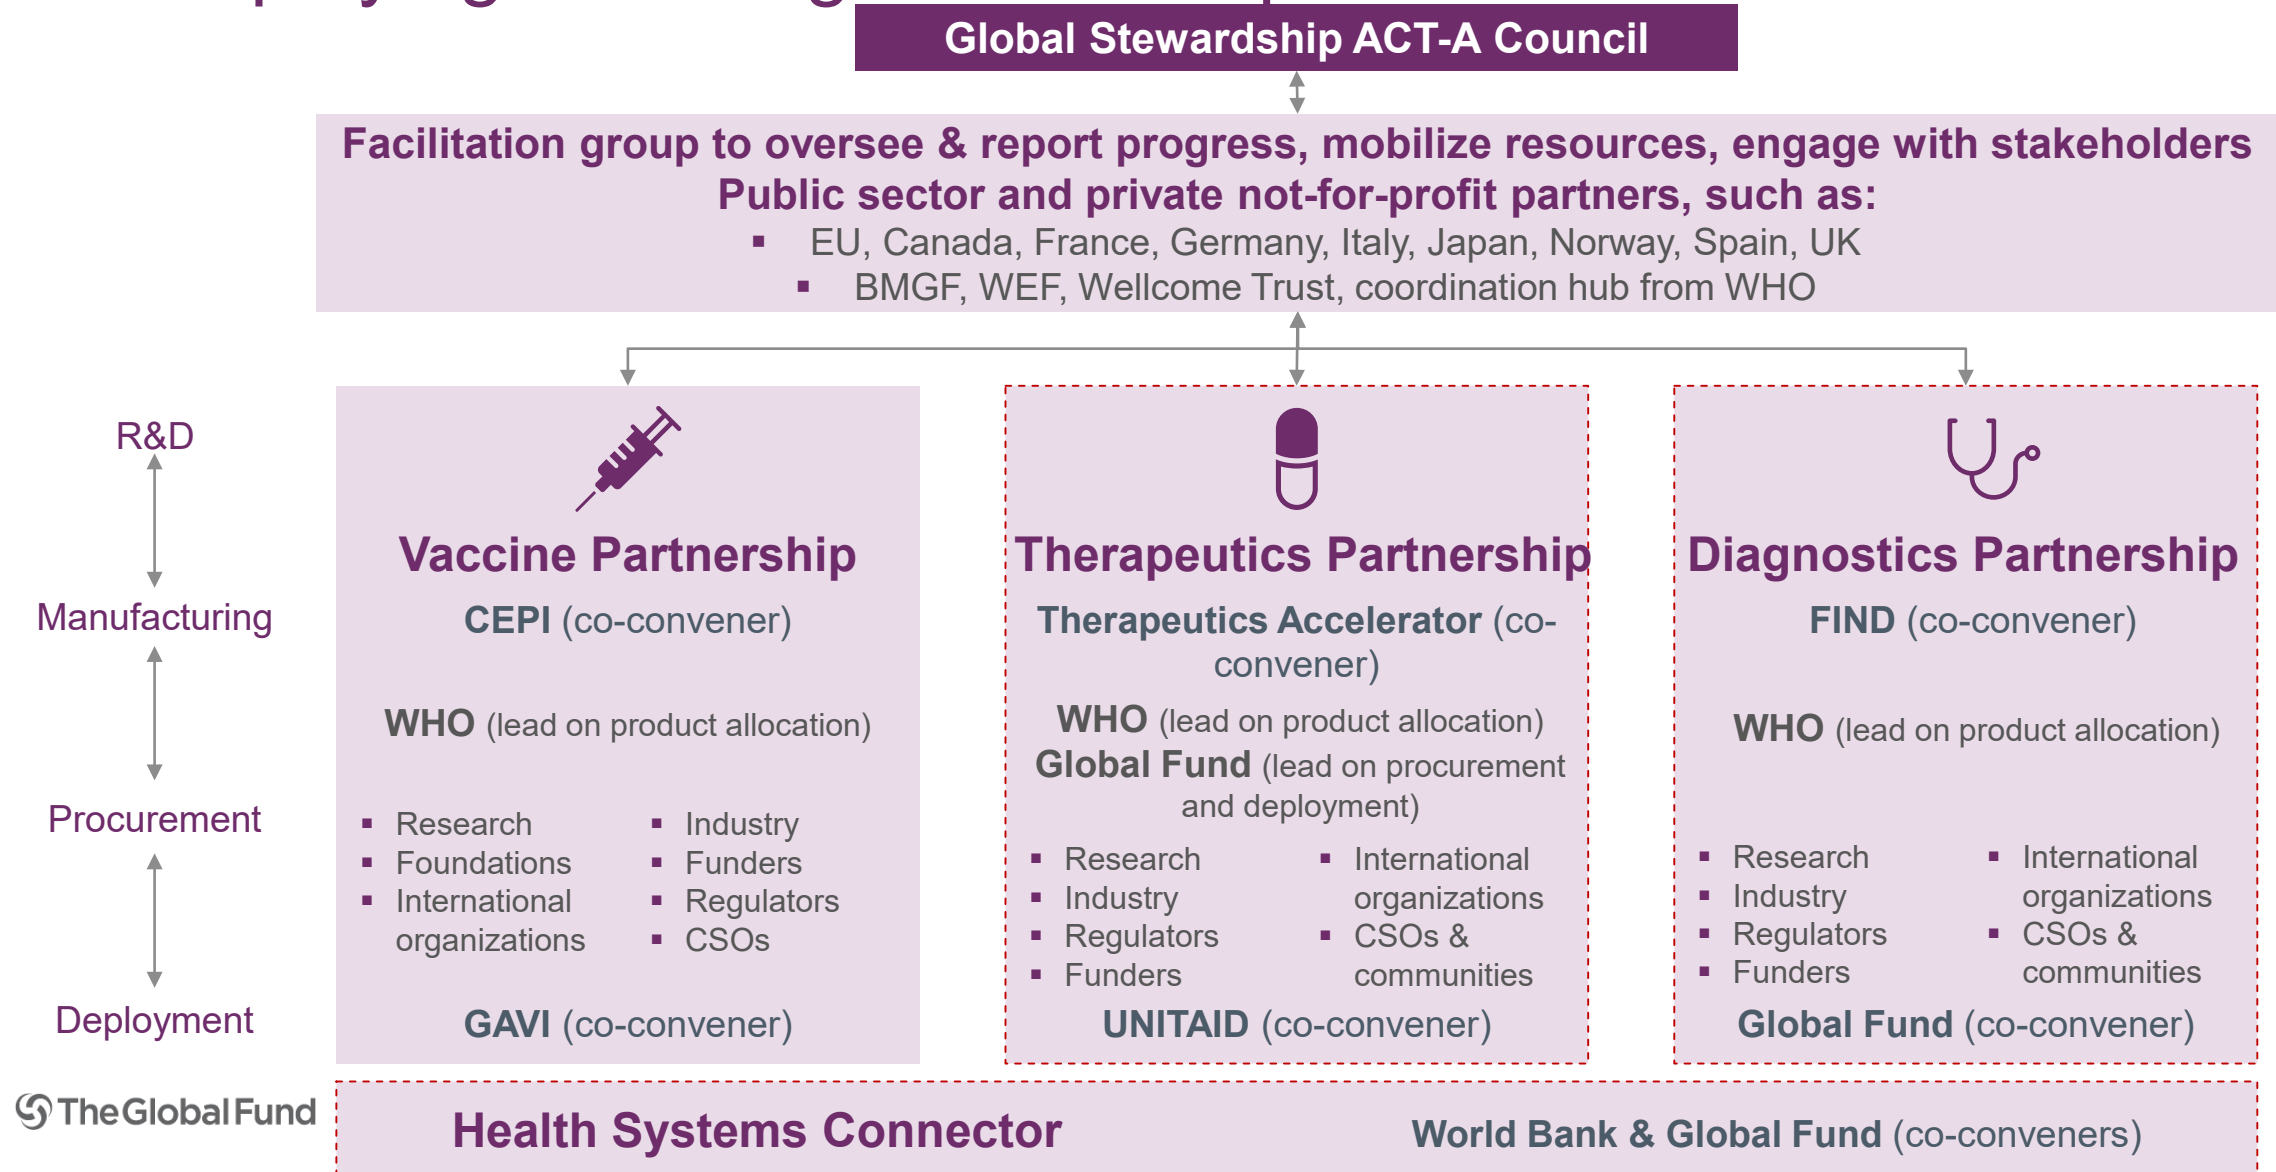 Global Stewardship ACT-A Council
Facilitation group to oversee & report progress, mobilize resources, engage with stakeholders
Public sector and private not-for-profit partners, such as:
▪ EU, Canada, France, Germany, Italy, Japan, Norway, Spain, UK
▪ BMGF, WEF, Wellcome Trust, coordination hub from WHO
R&D
Manufacturing
Procurement
Deployment
Vaccine Partnership
CEPI (co-convener)
WHO (lead on product allocation)
▪ Research
▪ Foundations
▪ International
organizations
▪ Industry
▪ Funders
▪ Regulators
▪ CSOs
GAVI (co-convener)
Therapeutics Partnership
Therapeutics Accelerator (co-
convener)
WHO (lead on product allocation)
Global Fund (lead on procurement
and deployment)
▪ Research
▪ Industry
▪ Regulators
▪ Funders
▪ International
organizations
▪ CSOs &
communities
UNITAID (co-convener)
Diagnostics Partnership
FIND (co-convener)
WHO (lead on product allocation)
▪ Research
▪ Industry
▪ Regulators
▪ Funders
▪ International
organizations
▪ CSOs &
communities
Global Fund (co-convener)
TheGlobalFund
Health Systems Connector
World Bank & Global Fund (co-conveners)